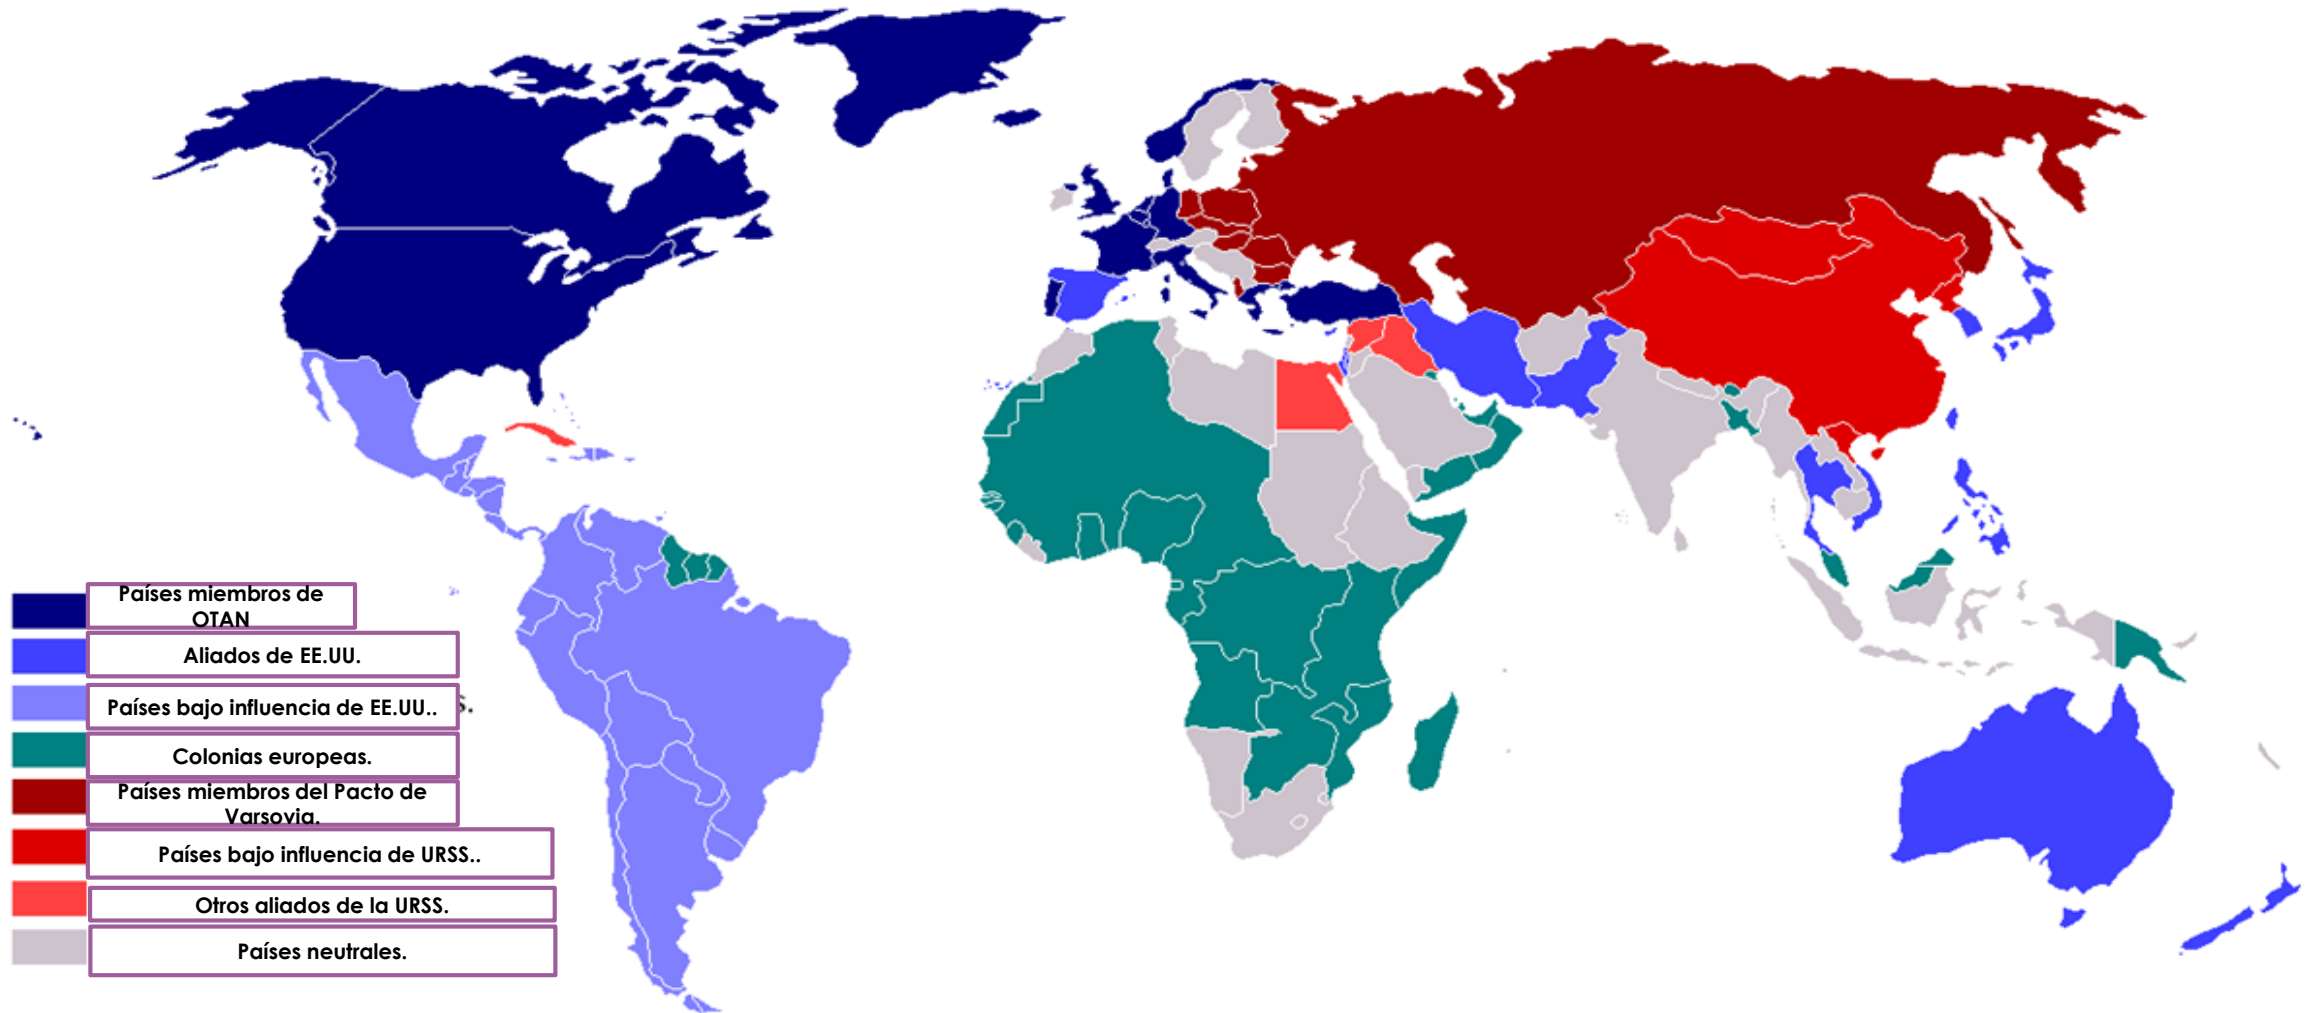 Países miembros de
OTAN
Aliados de EE.UU.
Países bajo influencia de EE.UU..
s.
Colonias europeas.
Países miembros del Pacto de
Varsovia.
Países bajo influencia de URSS..
Otros aliados de la URSS.
Países neutrales.